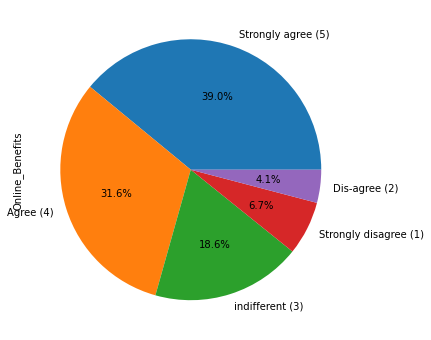 Strongly agree (5)
39.0%
Online_Benefits
Agree (4)
31.6%
18.6%
indifferent (3)
6.7%
Strongly disagree (1)
4.1%
Dis-agree (2)